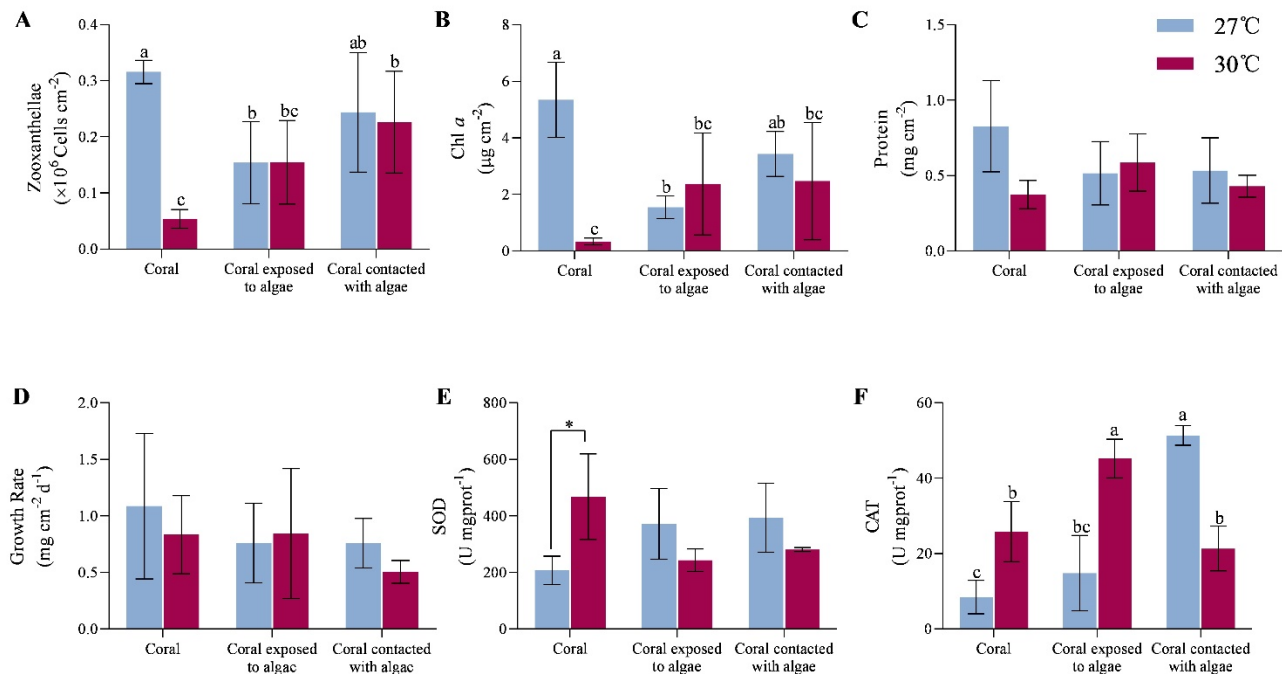 A
Zooxanthellae
(×10⁶ Cells cm⁻²)
0.4
0.3
0.2
0.1
0.0
a
c
b
bc
ab
b
Coral
Coral exposed
to algae
Coral contacted
with algae
B
Chl a
(μg cm⁻²)
8
6
4
2
0
a
c
b
bc
ab
bc
Coral
Coral exposed
to algae
Coral contacted
with algae
C
Protein
(mg cm⁻²)
1.5
1.0
0.5
0.0
27℃
30℃
Coral
Coral exposed
to algae
Coral contacted
with algae
D
Growth Rate
(mg cm⁻² d⁻¹)
2.0
1.5
1.0
0.5
0.0
Coral
Coral exposed
to algac
Coral contacted
with algac
E
SOD
(U mgprot⁻¹)
800
600
400
200
0
*
Coral
Coral exposed
to algae
Coral contacted
with algae
F
CAT
(U mgprot⁻¹)
60
40
20
0
c
b
bc
a
a
b
Coral
Coral exposed
to algae
Coral contacted
with algae